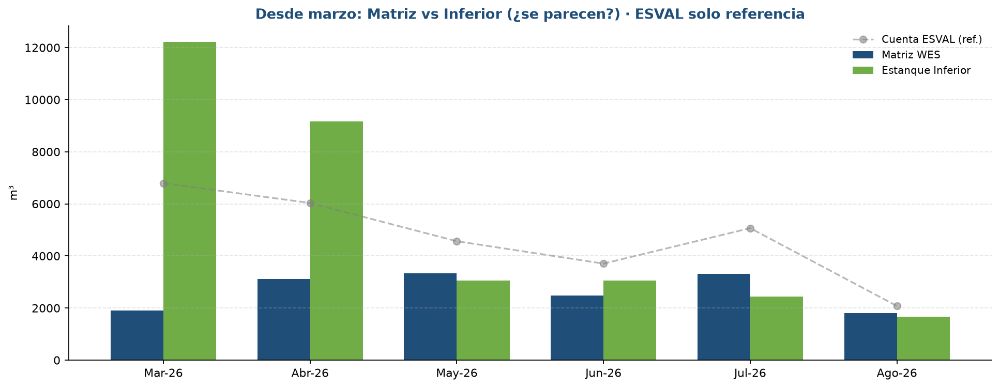 Desde marzo: Matriz vs Inferior (¿se parecen?) · ESVAL solo referencia
Cuenta ESVAL (ref.)
Matriz WES
Estanque Inferior
m³
12000
10000
8000
6000
4000
2000
0
Mar-26
Abr-26
May-26
Jun-26
Jul-26
Ago-26